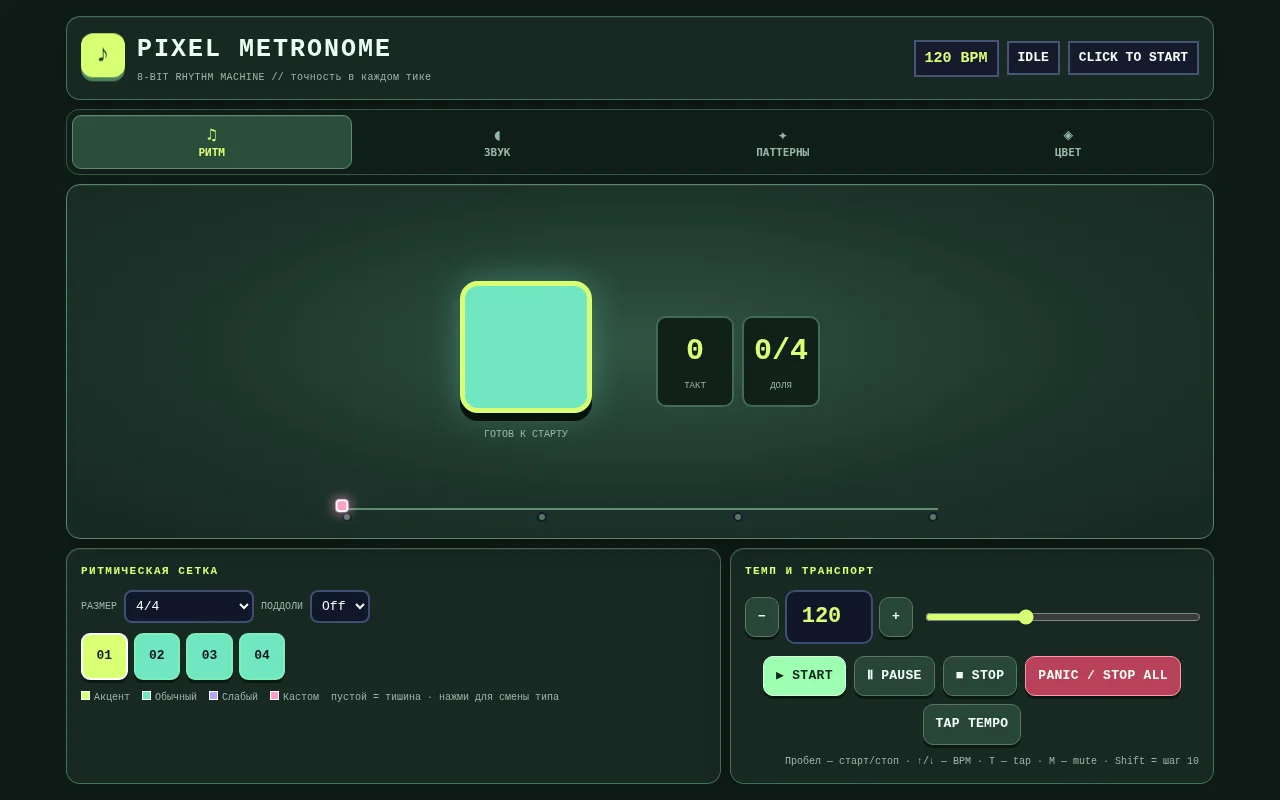 ♪
PIXEL METRONOME
8-BIT RHYTHM MACHINE // точность в каждом тике
120 BPM
IDLE
CLICK TO START
♫
РИТМ
◖
ЗВУК
✦
ПАТТЕРНЫ
◈
ЦВЕТ
0
ТАКТ
0/4
ДОЛЯ
ГОТОВ К СТАРТУ
РИТМИЧЕСКАЯ СЕТКА
РАЗМЕР 4/4 ПОДДОЛИ Off
01 02 03 04
Акцент Обычный Слабый Кастом пустой = тишина · нажми для смены типа
ТЕМП И ТРАНСПОРТ
− 120 +
▶ START Ⅱ PAUSE ■ STOP PANIC / STOP ALL
TAP TEMPO
Пробел — старт/стоп · ↑/↓ — BPM · T — tap · M — mute · Shift = шаг 10